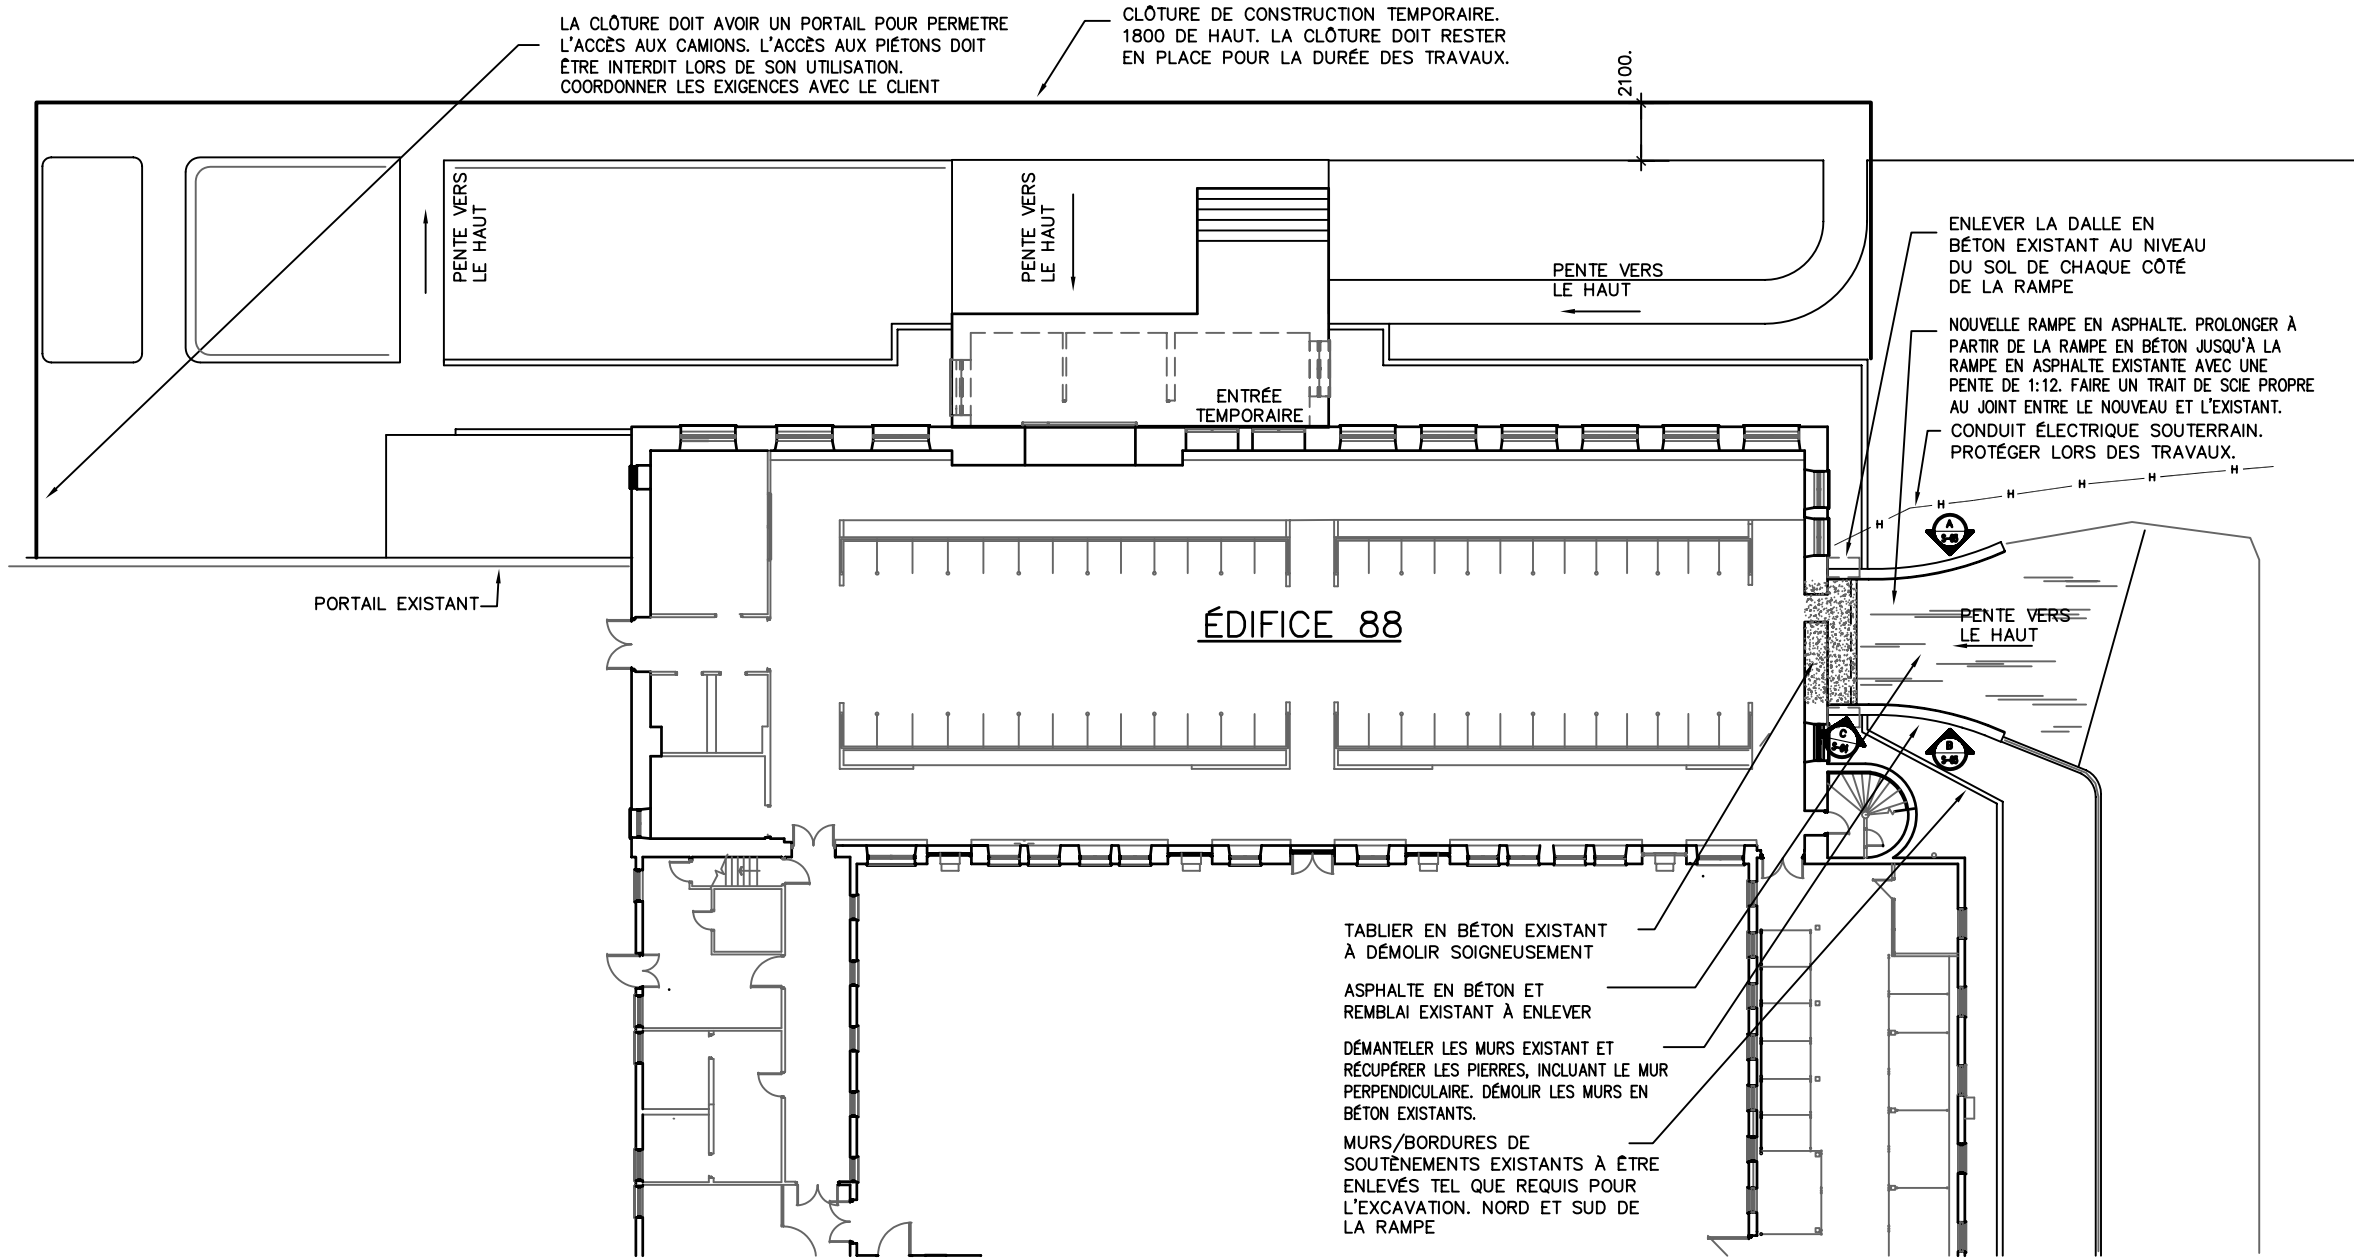 LA CLÔTURE DOIT AVOIR UN PORTAIL POUR PERMETRE
L'ACCÈS AUX CAMIONS. L'ACCÈS AUX PIÉTONS DOIT
ÊTRE INTERDIT LORS DE SON UTILISATION.
COORDONNER LES EXIGENCES AVEC LE CLIENT
CLÔTURE DE CONSTRUCTION TEMPORAIRE.
1800 DE HAUT. LA CLÔTURE DOIT RESTER
EN PLACE POUR LA DURÉE DES TRAVAUX.
2100.
PENTE VERS
LE HAUT
PENTE VERS
LE HAUT
PENTE VERS
LE HAUT
ENLEVER LA DALLE EN
BÉTON EXISTANT AU NIVEAU
DU SOL DE CHAQUE CÔTÉ
DE LA RAMPE
NOUVELLE RAMPE EN ASPHALTE. PROLONGER À
PARTIR DE LA RAMPE EN BÉTON JUSQU'À LA
RAMPE EN ASPHALTE EXISTANTE AVEC UNE
PENTE DE 1:12. FAIRE UN TRAIT DE SCIE PROPRE
AU JOINT ENTRE LE NOUVEAU ET L'EXISTANT.
CONDUIT ÉLECTRIQUE SOUTERRAIN.
PROTÉGER LORS DES TRAVAUX.
ENTRÉE
TEMPORAIRE
H H H H H H
A
S-05
PORTAIL EXISTANT
ÉDIFICE 88
PENTE VERS
LE HAUT
C
S-01
B
S-05
TABLIER EN BÉTON EXISTANT
À DÉMOLIR SOIGNEUSEMENT
ASPHALTE EN BÉTON ET
REMBLAI EXISTANT À ENLEVER
DÉMANTELER LES MURS EXISTANT ET
RÉCUPÉRER LES PIERRES, INCLUANT LE MUR
PERPENDICULAIRE. DÉMOLIR LES MURS EN
BÉTON EXISTANTS.
MURS/BORDURES DE
SOUTÈNEMENTS EXISTANTS À ÊTRE
ENLEVÉS TEL QUE REQUIS POUR
L'EXCAVATION. NORD ET SUD DE
LA RAMPE